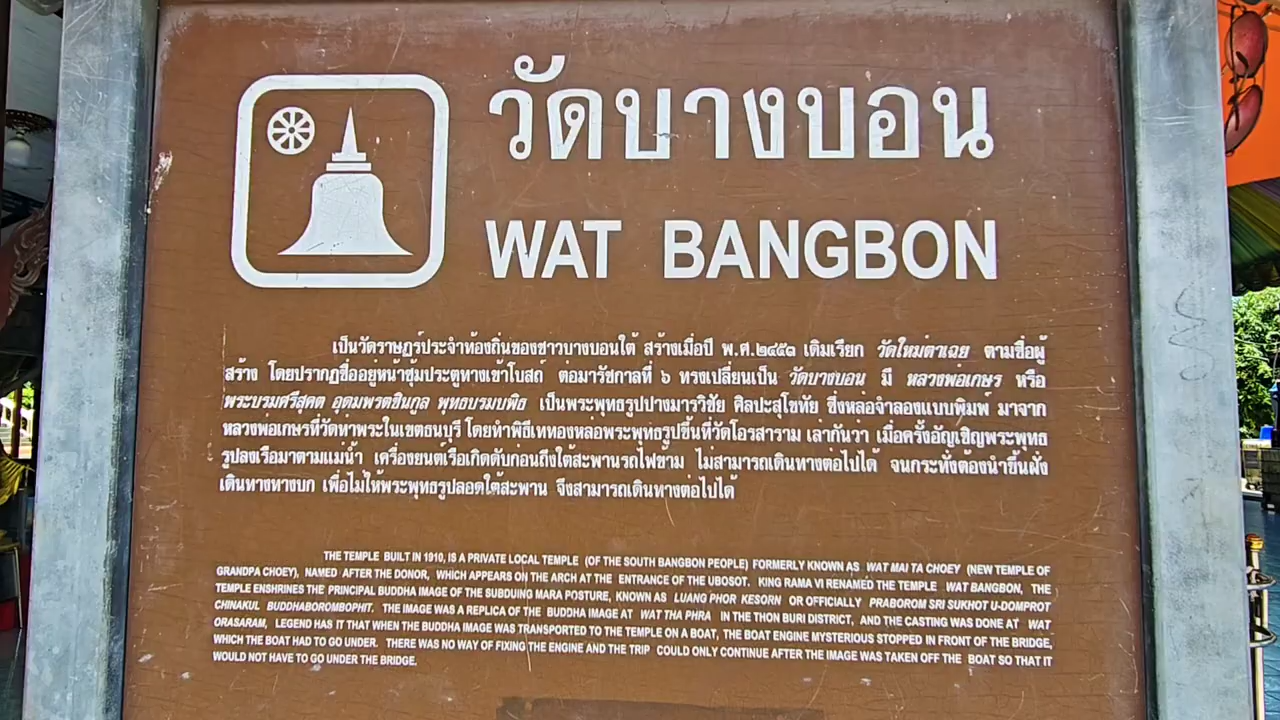 วัดบางบอน
WAT BANGBON
เป็นวัดราษฎร์ประจำท้องถิ่นของชาวบางบอนใต้ สร้างเมื่อปี พ.ศ.๒๔๕๓ เดิมเรียก วัดใหม่ตาเฉย ตามชื่อผู้
สร้าง โดยปรากฏชื่ออยู่หน้าซุ้มประตูทางเข้าโบสถ์ ต่อมารัชกาลที่ ๖ ทรงเปลี่ยนเป็น วัดบางบอน มี หลวงพ่อเกษร หรือ
พระบรมศรีสุคต อุดมพรตชินกูล พุทธบรมบพิธ เป็นพระพุทธรูปปางมารวิชัย ศิลปะสุโขทัย ซึ่งหล่อจำลองแบบพิมพ์ มาจาก
หลวงพ่อเกษรที่วัดท่าพระในเขตธนบุรี โดยทำพิธีเททองหล่อพระพุทธรูปขึ้นที่วัดโอรสาราม เล่ากันว่า เมื่อครั้งอัญเชิญพระพุทธ
รูปลงเรือมาตามแม่น้ำ เครื่องยนต์เรือเกิดดับก่อนถึงใต้สะพานรถไฟข้าม ไม่สามารถเดินทางต่อไปได้ จนกระทั่งต้องนำขึ้นฝั่ง
เดินทางทางบก เพื่อไม่ให้พระพุทธรูปลอดใต้สะพาน จึงสามารถเดินทางต่อไปได้
THE TEMPLE BUILT IN 1910, IS A PRIVATE LOCAL TEMPLE (OF THE SOUTH BANGBON PEOPLE) FORMERLY KNOWN AS WAT MAI TA CHOEY (NEW TEMPLE OF
GRANDPA CHOEY), NAMED AFTER THE DONOR, WHICH APPEARS ON THE ARCH AT THE ENTRANCE OF THE UBOSOT. KING RAMA VI RENAMED THE TEMPLE WAT BANGBON, THE
TEMPLE ENSHRINES THE PRINCIPAL BUDDHA IMAGE OF THE SUBDUING MARA POSTURE, KNOWN AS LUANG PHOR KESORN OR OFFICIALLY PRABOROM SRI SUKHOT U-DOMPROT
CHINAKUL BUDDHABOROMBOPHIT. THE IMAGE WAS A REPLICA OF THE BUDDHA IMAGE AT WAT THA PHRA IN THE THON BURI DISTRICT, AND THE CASTING WAS DONE AT WAT
ORASARAM, LEGEND HAS IT THAT WHEN THE BUDDHA IMAGE WAS TRANSPORTED TO THE TEMPLE ON A BOAT, THE BOAT ENGINE MYSTERIOUS STOPPED IN FRONT OF THE BRIDGE,
WHICH THE BOAT HAD TO GO UNDER. THERE WAS NO WAY OF FIXING THE ENGINE AND THE TRIP COULD ONLY CONTINUE AFTER THE IMAGE WAS TAKEN OFF THE BOAT SO THAT IT
WOULD NOT HAVE TO GO UNDER THE BRIDGE.